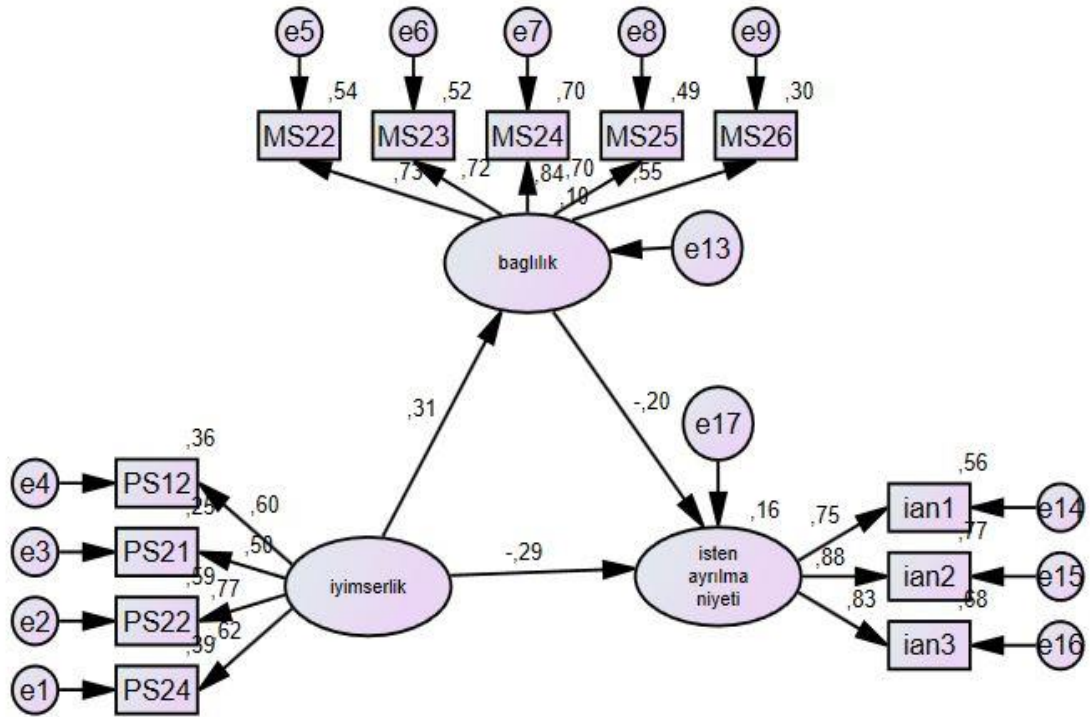 e5 e6 e7 e8 e9
,54 ,52 ,70 ,49 ,30
MS22 MS23 MS24 MS25 MS26
,73 ,72 ,84 ,70 ,55
,10
baglılık
e13
,31
-,20
e17
,36
e4 PS12
,60
,25
e3 PS21
,50
,59
e2 PS22
,77
,39
,62
e1 PS24
iyimserlik
-,29
,16
isten
ayrılma
niyeti
,56
,75
ian1 e14
,77
,88
ian2 e15
,68
,83
ian3 e16